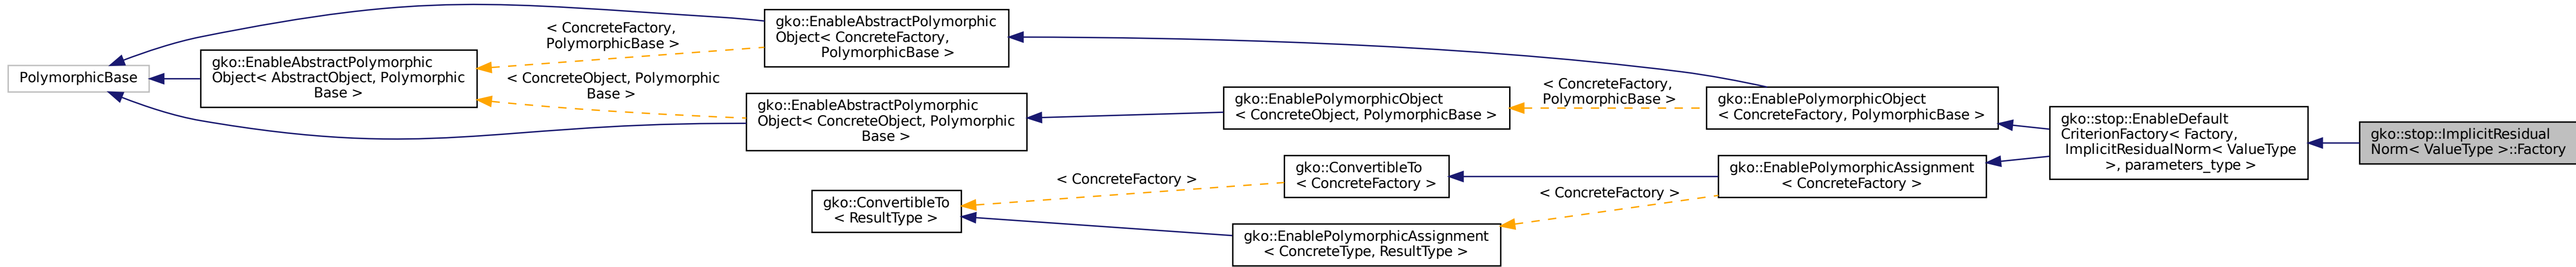 PolymorphicBase
gko::EnableAbstractPolymorphic
Object< AbstractObject, Polymorphic
Base >
< ConcreteFactory,
PolymorphicBase >
< ConcreteObject, Polymorphic
Base >
gko::EnableAbstractPolymorphic
Object< ConcreteFactory,
PolymorphicBase >
gko::EnableAbstractPolymorphic
Object< ConcreteObject, Polymorphic
Base >
gko::ConvertibleTo
< ResultType >
< ConcreteFactory >
gko::EnablePolymorphicObject
< ConcreteObject, PolymorphicBase >
gko::ConvertibleTo
< ConcreteFactory >
gko::EnablePolymorphicAssignment
< ConcreteType, ResultType >
< ConcreteFactory,
PolymorphicBase >
< ConcreteFactory >
gko::EnablePolymorphicObject
< ConcreteFactory, PolymorphicBase >
gko::EnablePolymorphicAssignment
< ConcreteFactory >
gko::stop::EnableDefault
CriterionFactory< Factory,
ImplicitResidualNorm< ValueType
>, parameters_type >
gko::stop::ImplicitResidual
Norm< ValueType >::Factory